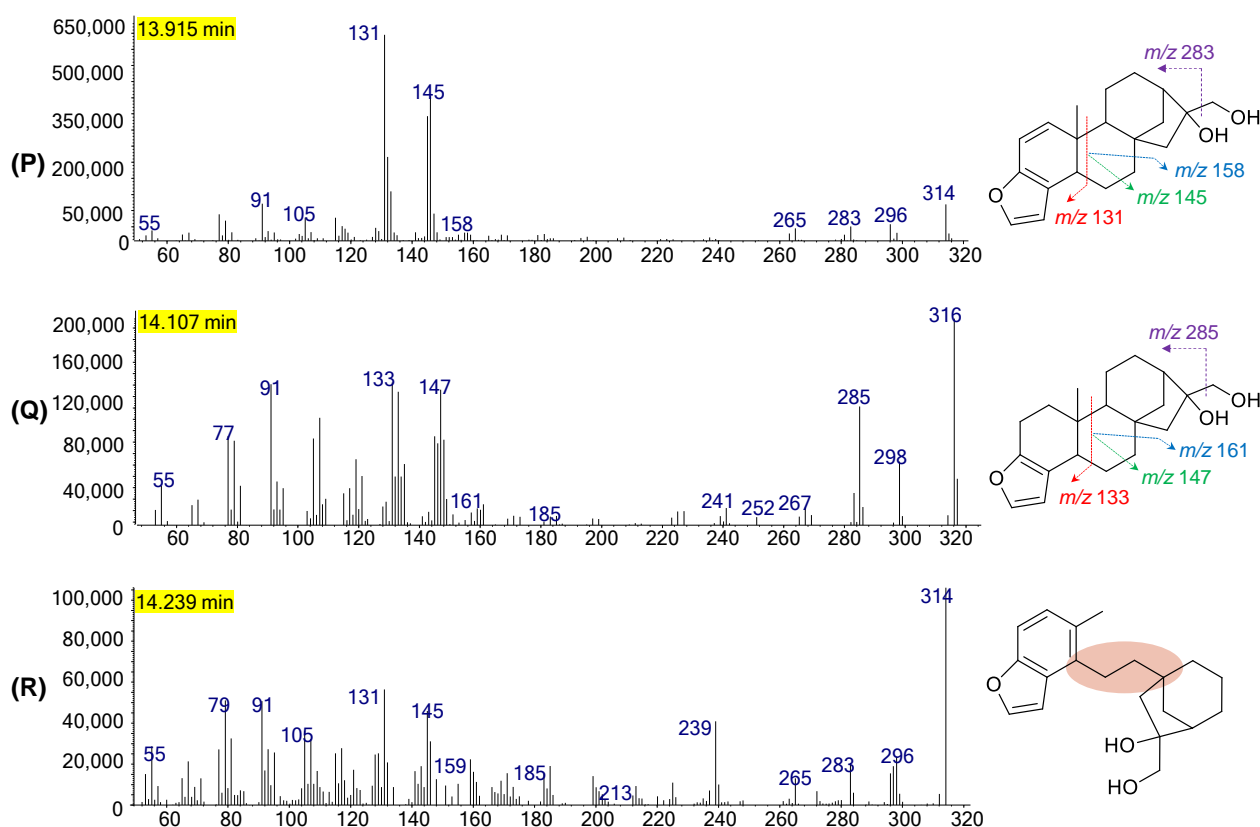 (P)
13.915 min
650,000
500,000
350,000
200,000
50,000
0
55
91
105
131
145
158
265
283
296
314
60 80 100 120 140 160 180 200 220 240 260 280 300 320
m/z 283
OH
OH
m/z 158
m/z 145
m/z 131
O
(Q)
14.107 min
200,000
160,000
120,000
80,000
40,000
0
55
77
91
133
147
161
185
241
252
267
285
298
316
60 80 100 120 140 160 180 200 220 240 260 280 300 320
m/z 285
OH
OH
m/z 161
m/z 147
m/z 133
O
(R)
14.239 min
100,000
80,000
60,000
40,000
20,000
0
55
79
91
105
131
145
159
185
213
239
265
283
296
314
60 80 100 120 140 160 180 200 220 240 260 280 300 320
O
HO
HO